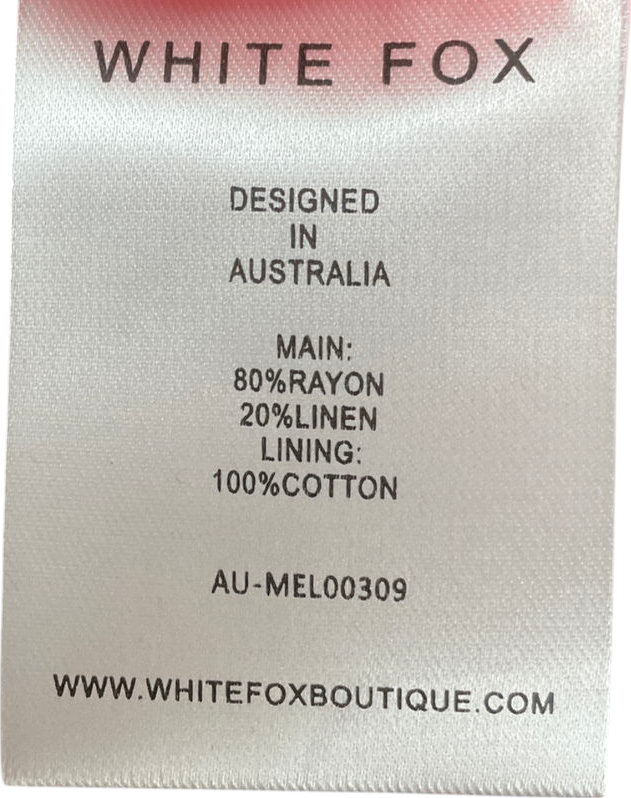 WHITE FOX
DESIGNED
IN
AUSTRALIA
MAIN:
80%RAYON
20%LINEN
LINING:
100%COTTON
AU-MEL00309
WWW.WHITEFOXBOUTIQUE.COM